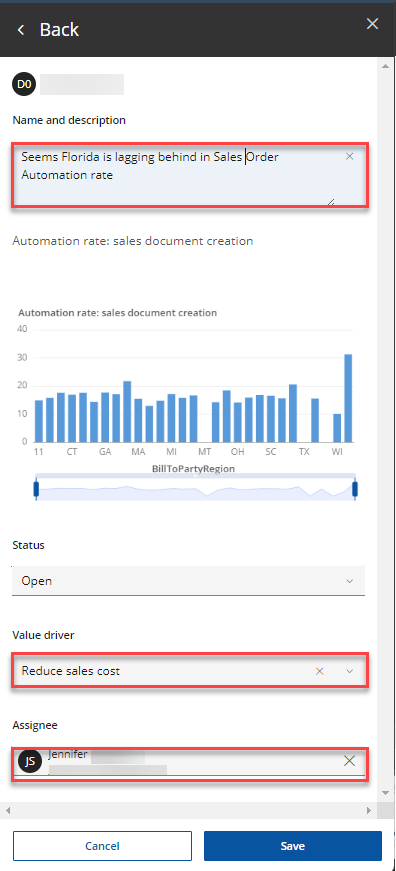 Back
D0
Name and description
Seems Florida is lagging behind in Sales Order
Automation rate
Automation rate: sales document creation
Automation rate: sales document creation
40
30
20
10
0
11 CT GA MA MI MT OH SC TX WI
BillToPartyRegion
Status
Open
Value driver
Reduce sales cost
Assignee
JS
Jennifer
Cancel
Save